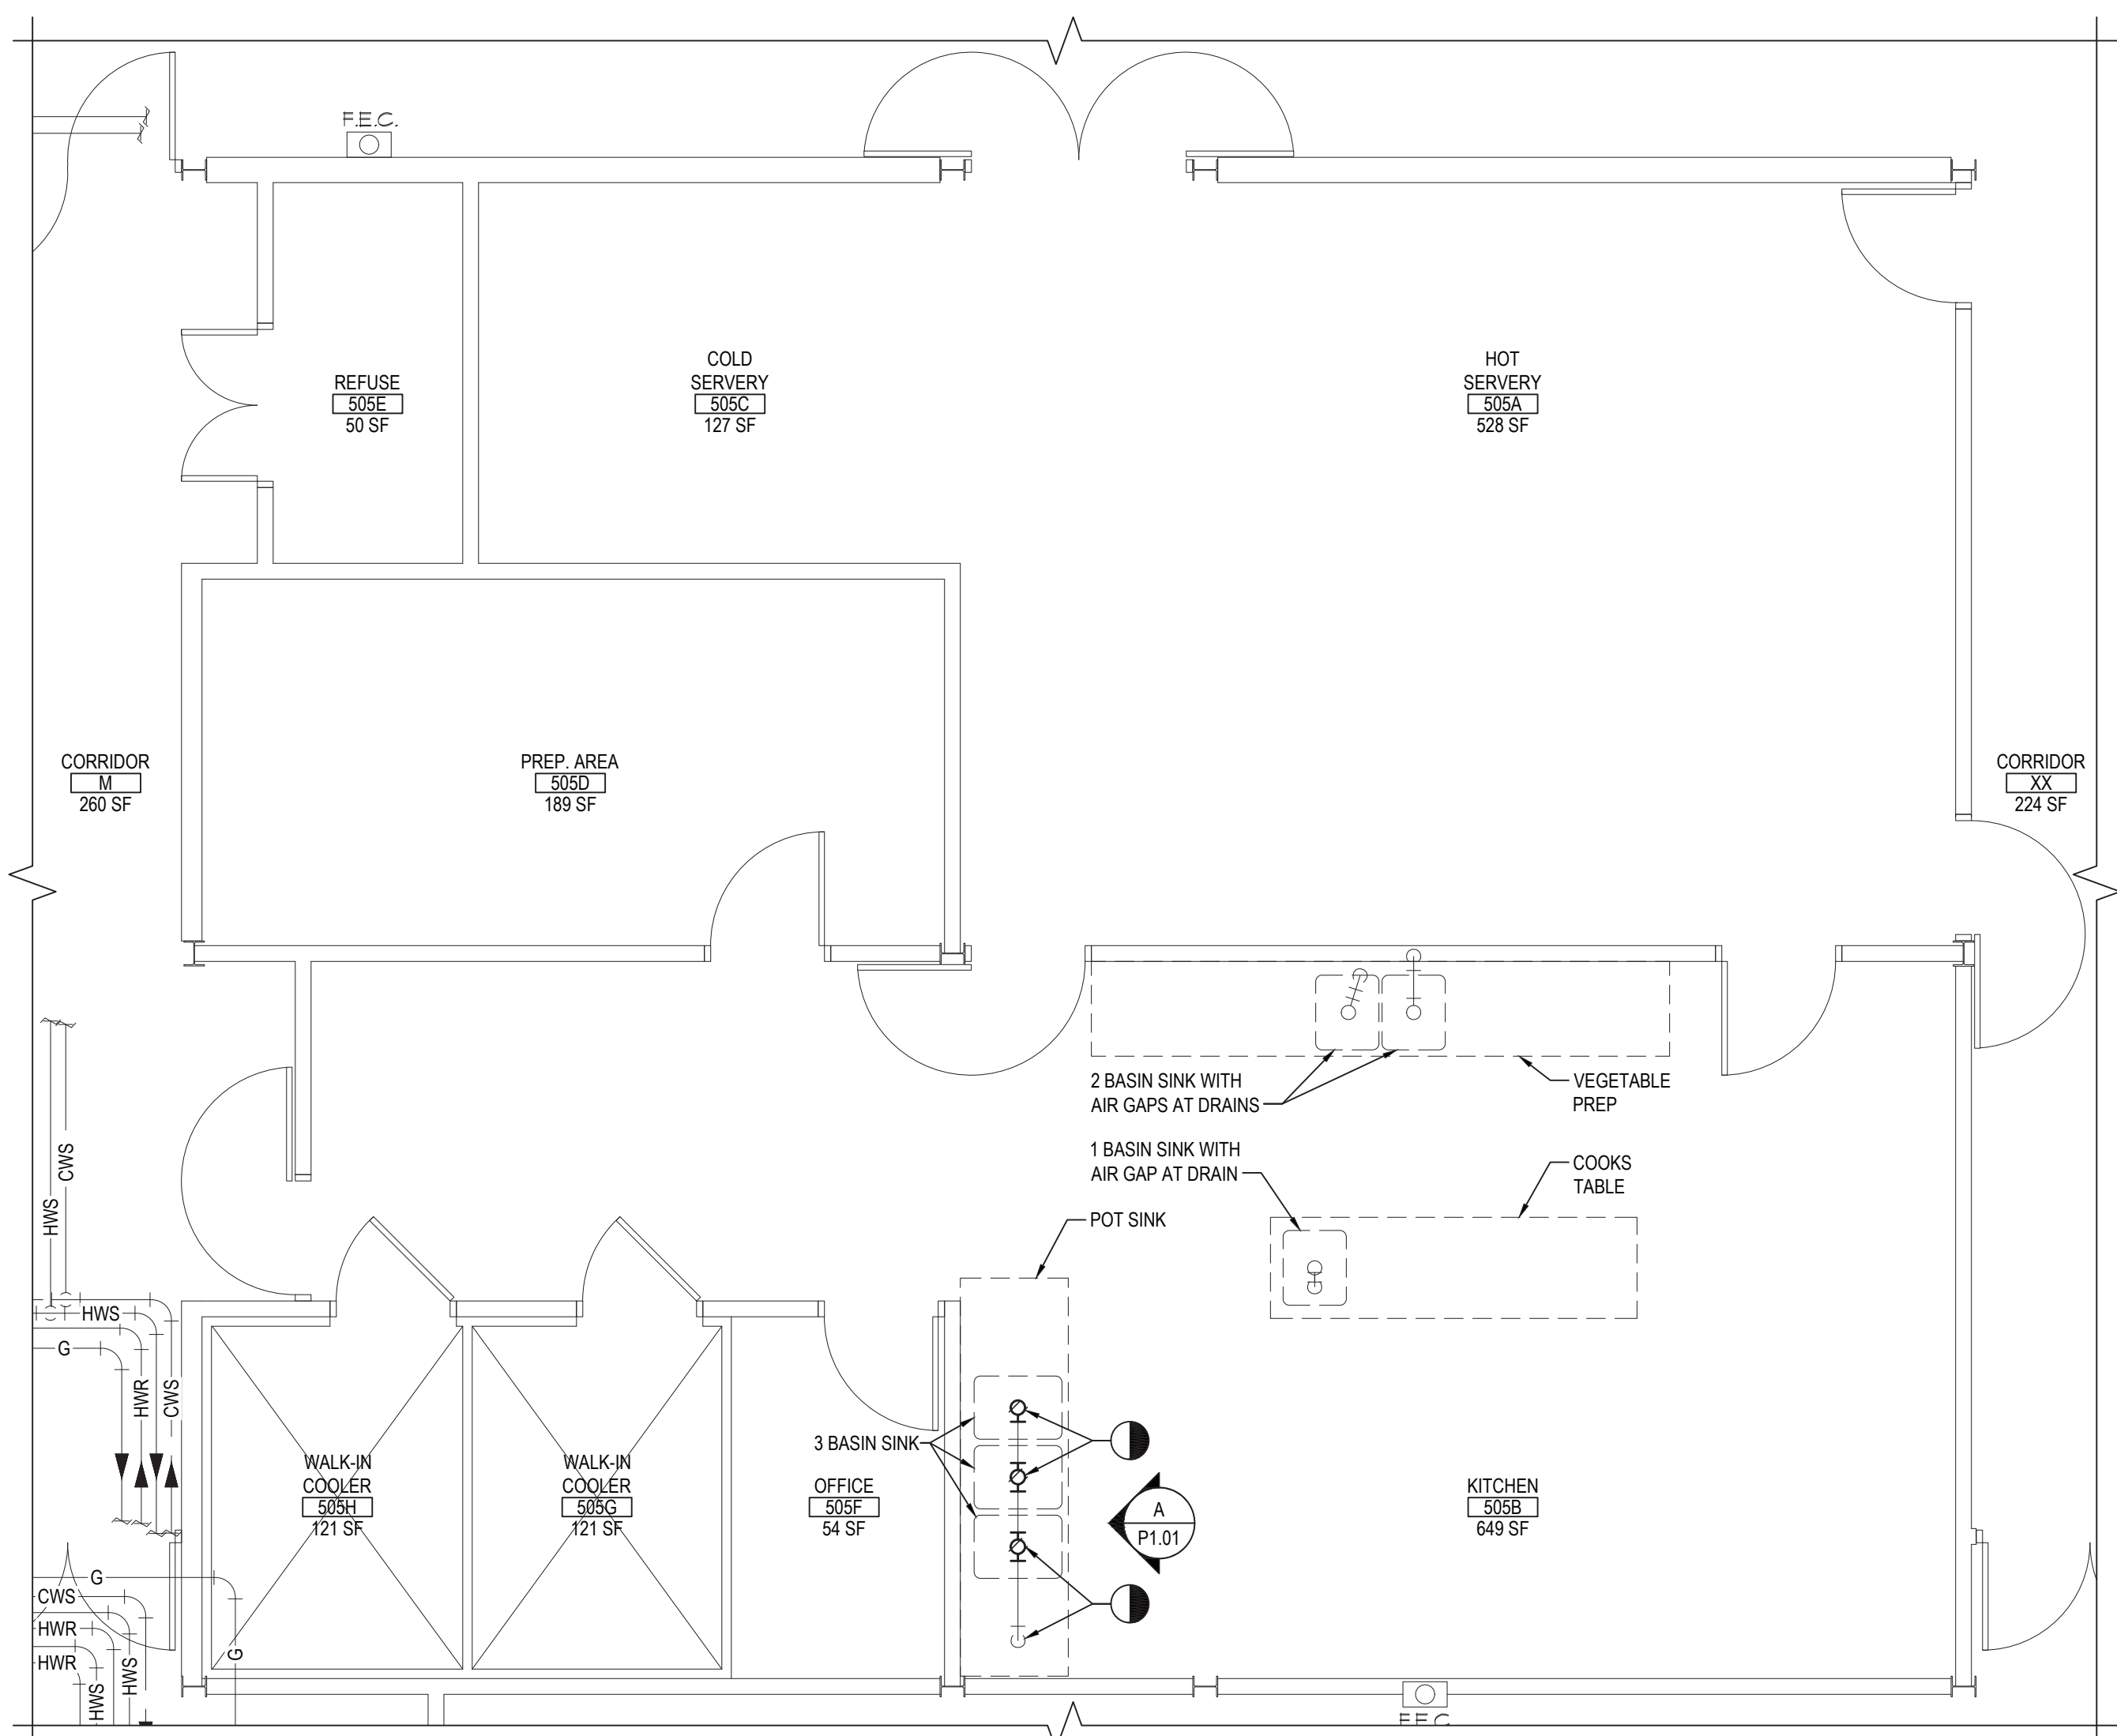 F.E.C.
REFUSE
505E
50 SF
COLD
SERVERY
505C
127 SF
HOT
SERVERY
505A
528 SF
CORRIDOR
M
260 SF
PREP. AREA
505D
189 SF
CORRIDOR
XX
224 SF
2 BASIN SINK WITH
AIR GAPS AT DRAINS
VEGETABLE
PREP
1 BASIN SINK WITH
AIR GAP AT DRAIN
COOKS
TABLE
POT SINK
CWS
HWS
HWS
G
HWR
CWS
3 BASIN SINK
WALK-IN
COOLER
505H
121 SF
WALK-IN
COOLER
505G
121 SF
OFFICE
505F
54 SF
A
P1.01
KITCHEN
505B
649 SF
G
CWS
HWR
HWR
G
HWS
HWS
F.E.C.